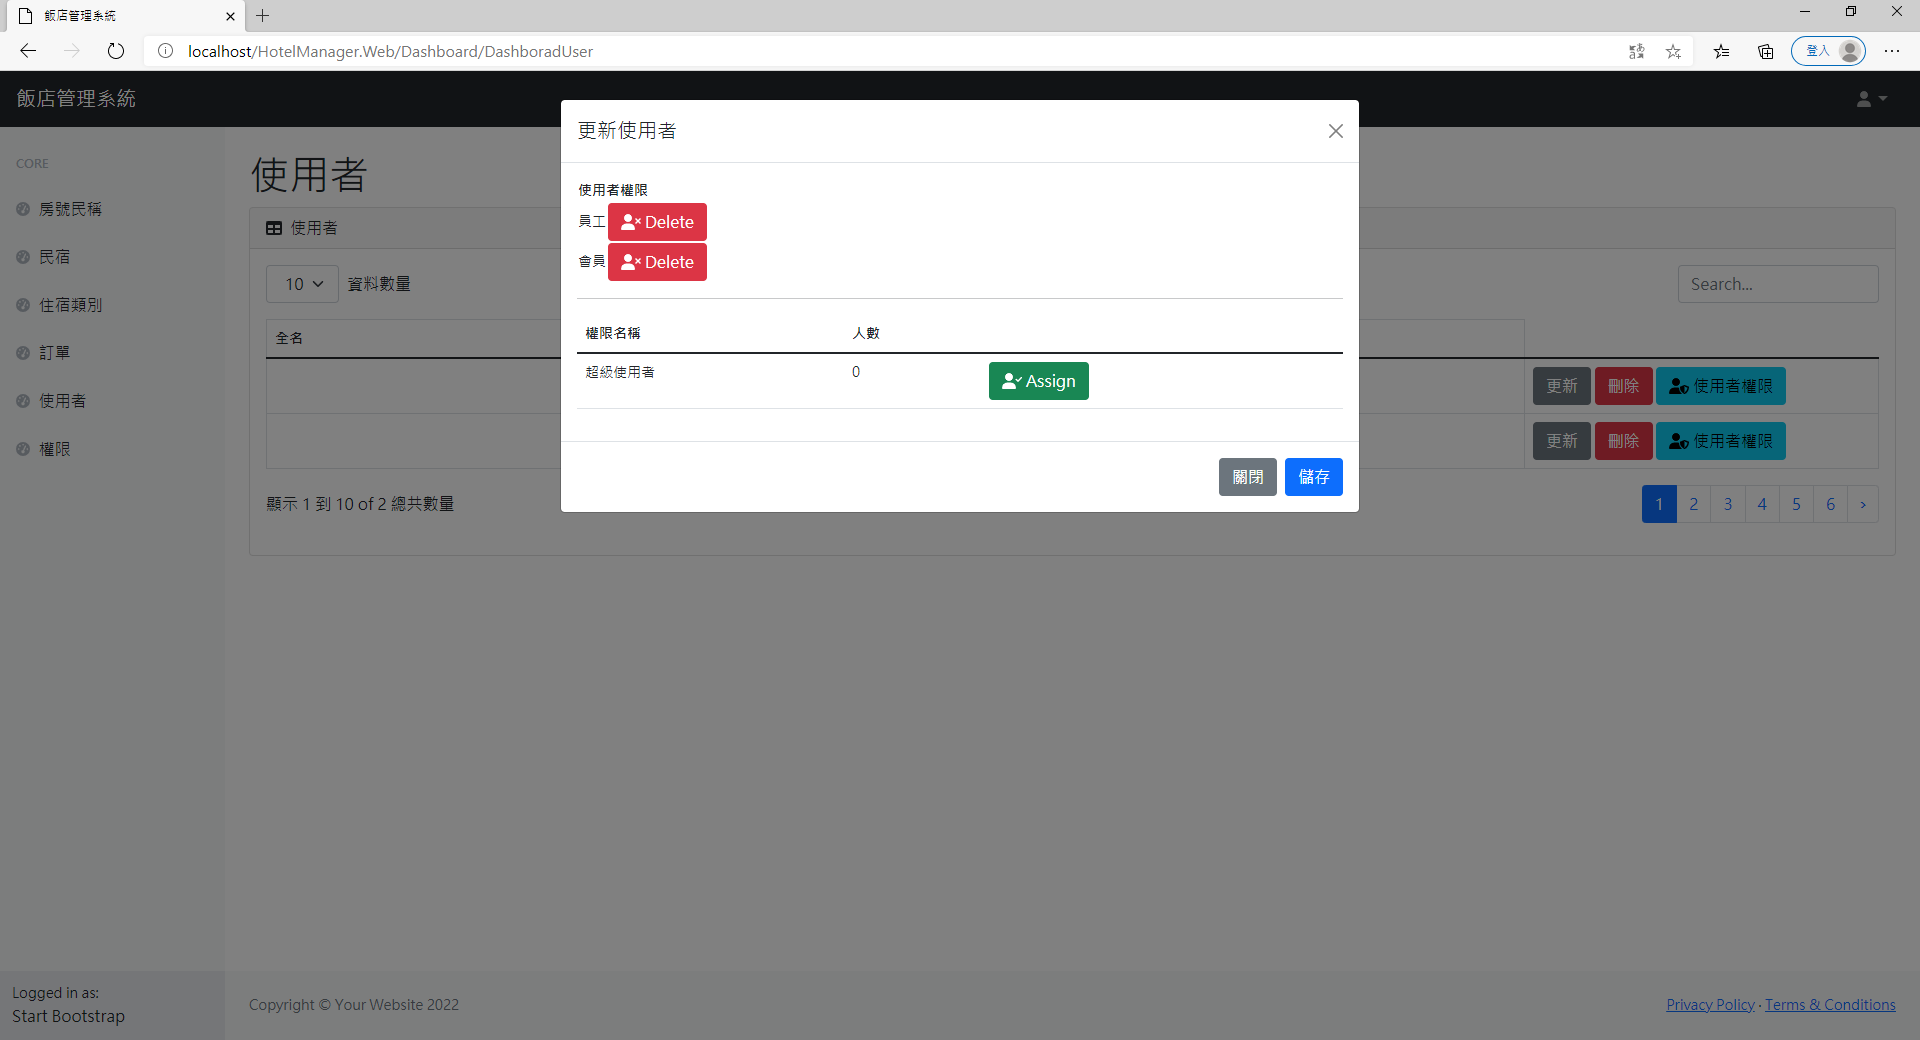 飯店管理系統
localhost/HotelManager.Web/Dashboard/DashboradUser
登入
飯店管理系統
CORE
房號民稱
民宿
住宿類別
訂單
使用者
權限
Logged in as:
Start Bootstrap
使用者
使用者
10 資料數量
Search...
全名
更新 刪除 使用者權限
更新 刪除 使用者權限
顯示 1 到 10 of 2 總共數量
1 2 3 4 5 6 ›
更新使用者
使用者權限
員工 Delete
會員 Delete
權限名稱 人數
超級使用者 0 Assign
關閉 儲存
Copyright © Your Website 2022
Privacy Policy · Terms & Conditions